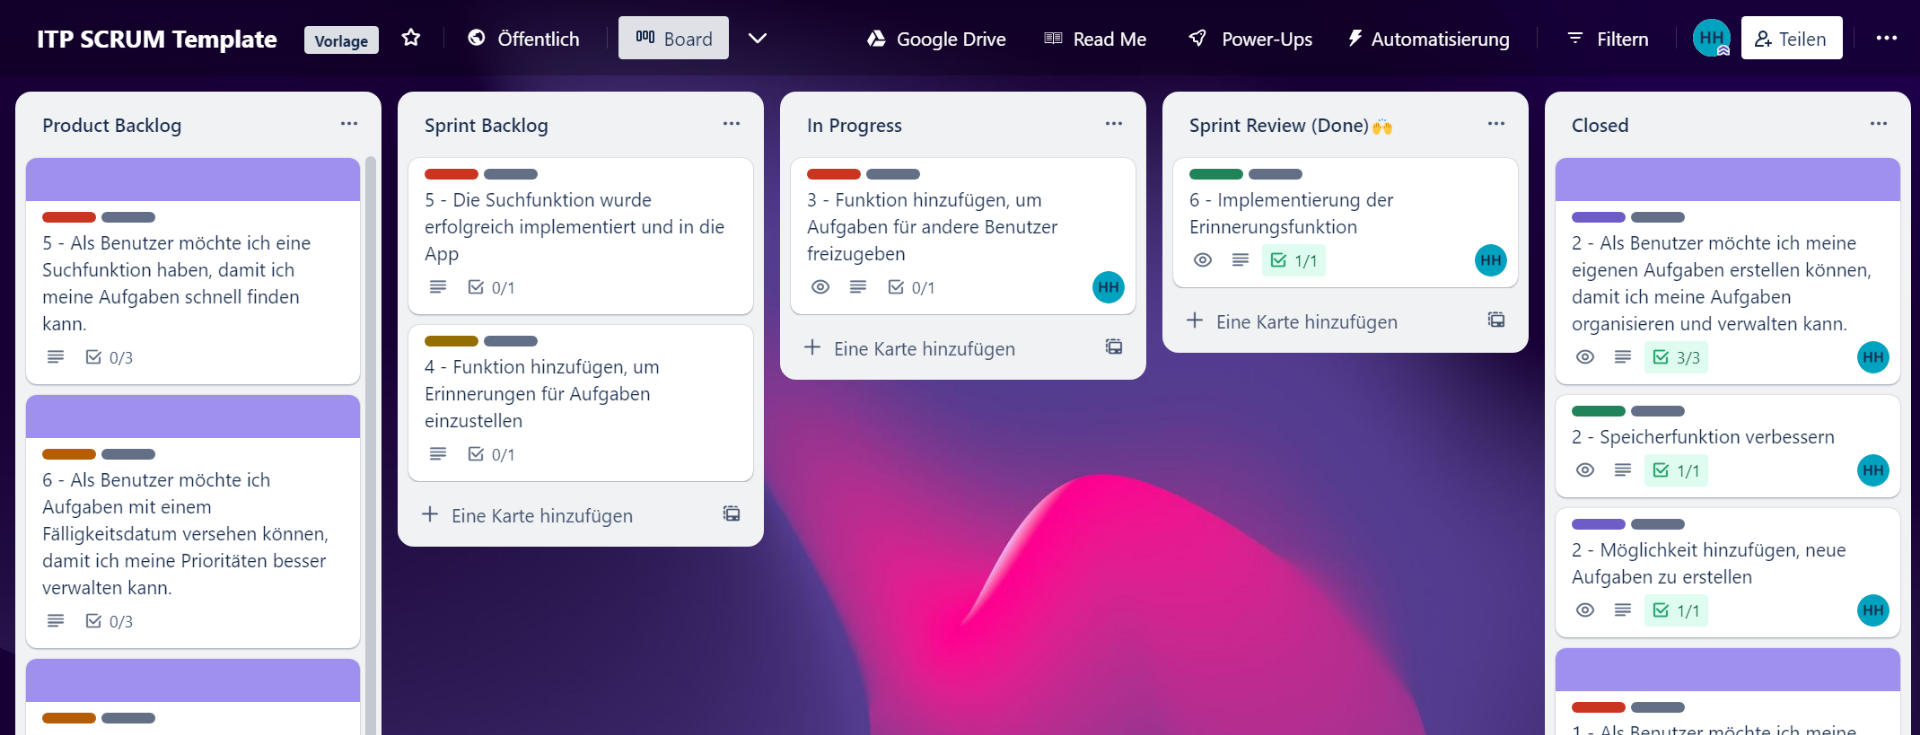 ITP SCRUM Template
Vorlage
Öffentlich
Board
Google Drive
Read Me
Power-Ups
Automatisierung
Filtern
HH
Teilen
Product Backlog
5 - Als Benutzer möchte ich eine
Suchfunktion haben, damit ich
meine Aufgaben schnell finden
kann.
0/3
6 - Als Benutzer möchte ich
Aufgaben mit einem
Fälligkeitsdatum versehen können,
damit ich meine Prioritäten besser
verwalten kann.
0/3
Sprint Backlog
5 - Die Suchfunktion wurde
erfolgreich implementiert und in die
App
0/1
4 - Funktion hinzufügen, um
Erinnerungen für Aufgaben
einzustellen
0/1
Eine Karte hinzufügen
In Progress
3 - Funktion hinzufügen, um
Aufgaben für andere Benutzer
freizugeben
0/1
HH
Eine Karte hinzufügen
Sprint Review (Done)🙌
6 - Implementierung der
Erinnerungsfunktion
1/1
HH
Eine Karte hinzufügen
Closed
2 - Als Benutzer möchte ich meine
eigenen Aufgaben erstellen können,
damit ich meine Aufgaben
organisieren und verwalten kann.
3/3
HH
2 - Speicherfunktion verbessern
1/1
HH
2 - Möglichkeit hinzufügen, neue
Aufgaben zu erstellen
1/1
HH
1 - Als Benutzer möchte ich meine